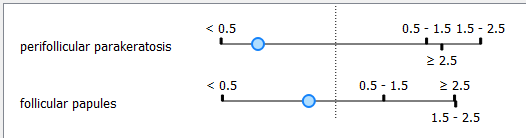 < 0.5 0.5 - 1.5 1.5 - 2.5
perifollicular parakeratosis
≥ 2.5
< 0.5 0.5 - 1.5 ≥ 2.5
follicular papules
1.5 - 2.5